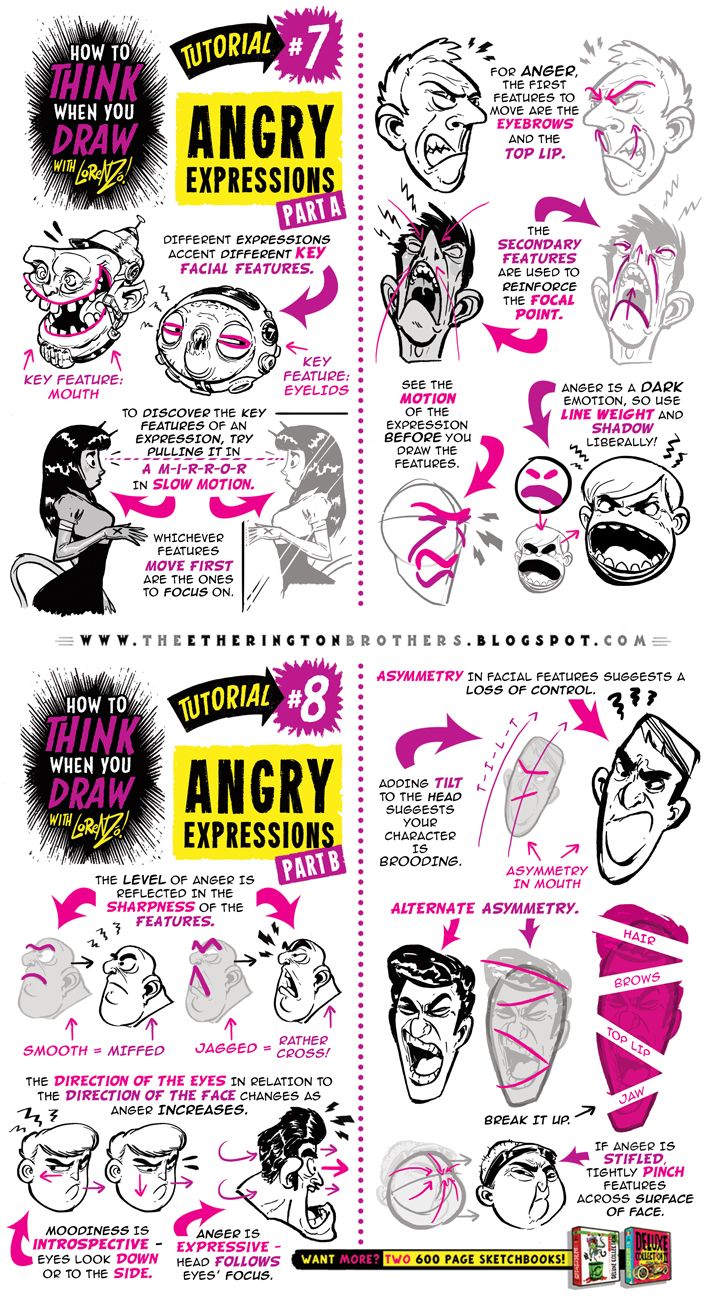 HOW TO
THINK
WHEN YOU
DRAW
WITH LORENZO!
TUTORIAL
#7
ANGRY
EXPRESSIONS
PART A
DIFFERENT EXPRESSIONS
ACCENT DIFFERENT KEY
FACIAL FEATURES.
KEY FEATURE:
MOUTH
KEY
FEATURE:
EYELIDS
TO DISCOVER THE KEY
FEATURES OF AN
EXPRESSION, TRY
PULLING IT IN
A M-I-R-R-O-R
IN SLOW MOTION.
WHICHEVER
FEATURES
MOVE FIRST
ARE THE ONES
TO FOCUS ON.
FOR ANGER,
THE FIRST
FEATURES TO
MOVE ARE THE
EYEBROWS
AND THE
TOP LIP.
THE
SECONDARY
FEATURES
ARE USED TO
REINFORCE
THE FOCAL
POINT.
SEE THE
MOTION
OF THE
EXPRESSION
BEFORE YOU
DRAW THE
FEATURES.
ANGER IS A DARK
EMOTION, SO USE
LINE WEIGHT AND
SHADOW
LIBERALLY!
WWW.THEETHERINGTONBROTHERS.BLOGSPOT.COM
HOW TO
THINK
WHEN YOU
DRAW
WITH LORENZO!
TUTORIAL
#8
ANGRY
EXPRESSIONS
PART B
THE LEVEL OF ANGER IS
REFLECTED IN THE
SHARPNESS OF THE
FEATURES.
SMOOTH = MIFFED
JAGGED = RATHER
CROSS!
THE DIRECTION OF THE EYES IN RELATION TO
THE DIRECTION OF THE FACE CHANGES AS
ANGER INCREASES.
MOODINESS IS
INTROSPECTIVE -
EYES LOOK DOWN
OR TO THE SIDE.
ANGER IS
EXPRESSIVE -
HEAD FOLLOWS
EYES' FOCUS.
ASYMMETRY IN FACIAL FEATURES SUGGESTS A
LOSS OF CONTROL.
T-I-L-T
ADDING TILT
TO THE HEAD
SUGGESTS
YOUR
CHARACTER
IS
BROODING.
ASYMMETRY
IN MOUTH
ALTERNATE ASYMMETRY.
HAIR
BROWS
TOP LIP
JAW
BREAK IT UP.
IF ANGER IS
STIFLED,
TIGHTLY PINCH
FEATURES
ACROSS SURFACE
OF FACE.
WANT MORE? TWO 600 PAGE SKETCHBOOKS!
DELUXE